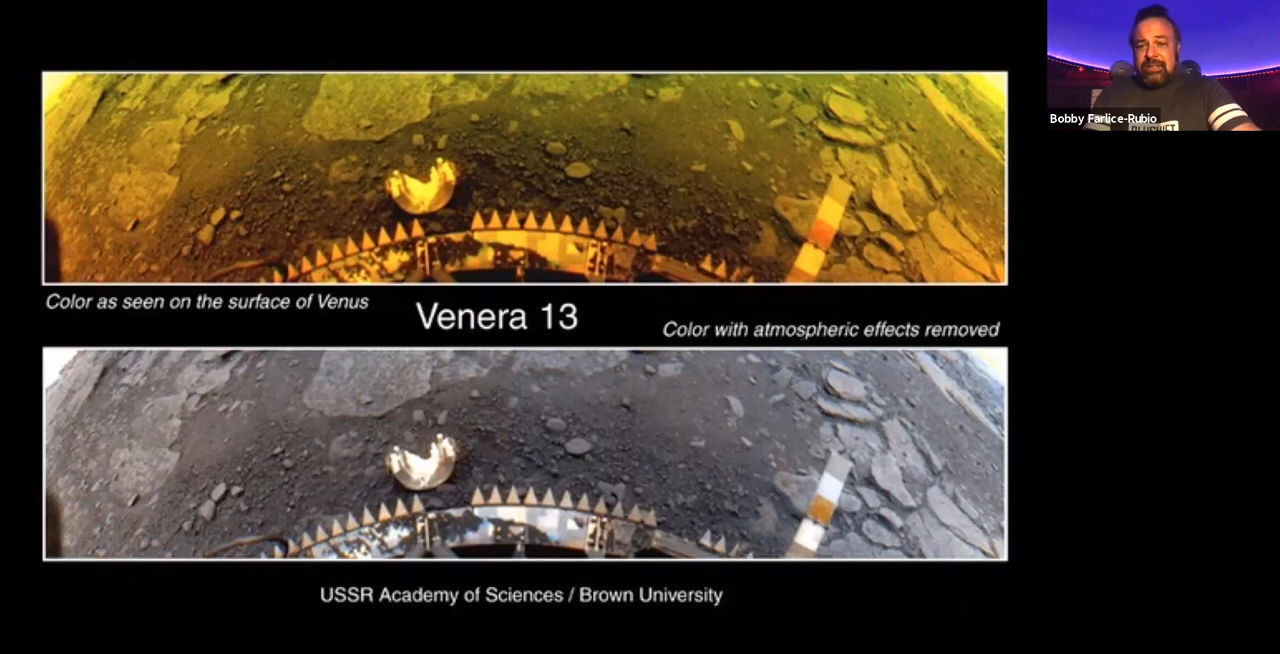 Bobby Farlice-Rubio
Color as seen on the surface of Venus
Venera 13
Color with atmospheric effects removed
USSR Academy of Sciences / Brown University